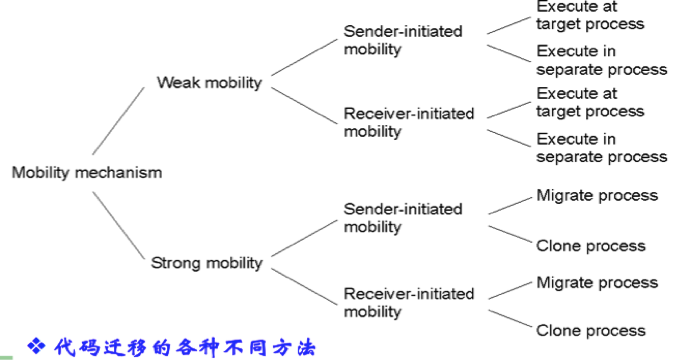 Execute at
target process
Sender-initiated
mobility
Execute in
separate process
Weak mobility
Execute at
target process
Receiver-initiated
mobility
Execute in
separate process
Mobility mechanism
Migrate process
Sender-initiated
mobility
Clone process
Strong mobility
Migrate process
Receiver-initiated
mobility
Clone process
❖ 代码迁移的各种不同方法